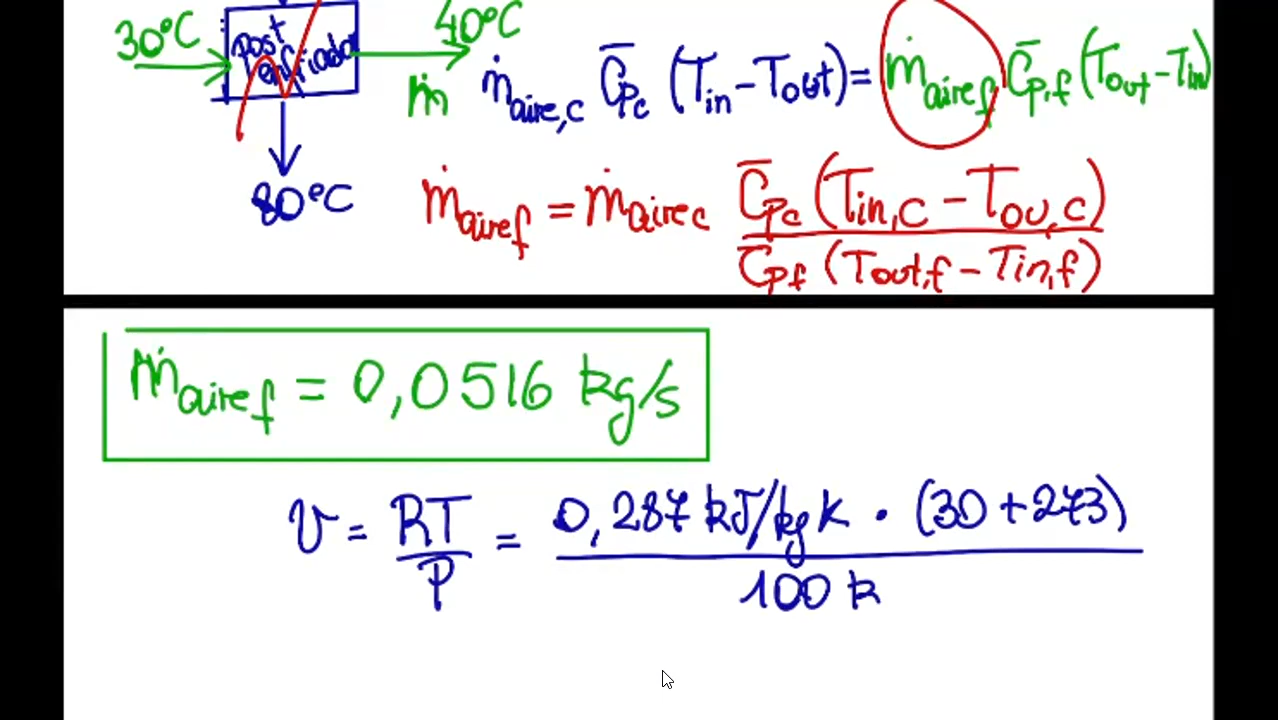 30°C
post
enfriador
40°C
ṁ
ṁaire,c C̄pc (Tin-Tout)= ṁairef C̄p,f (Tout-Tin)
80°C
ṁairef = ṁairec C̄pc (Tin,c - Tou,c)
C̄pf (Tout,f - Tin,f)
ṁairef = 0,0516 kg/s
v = RT/P = 0,287 kJ/kg K · (30+273)
100 k